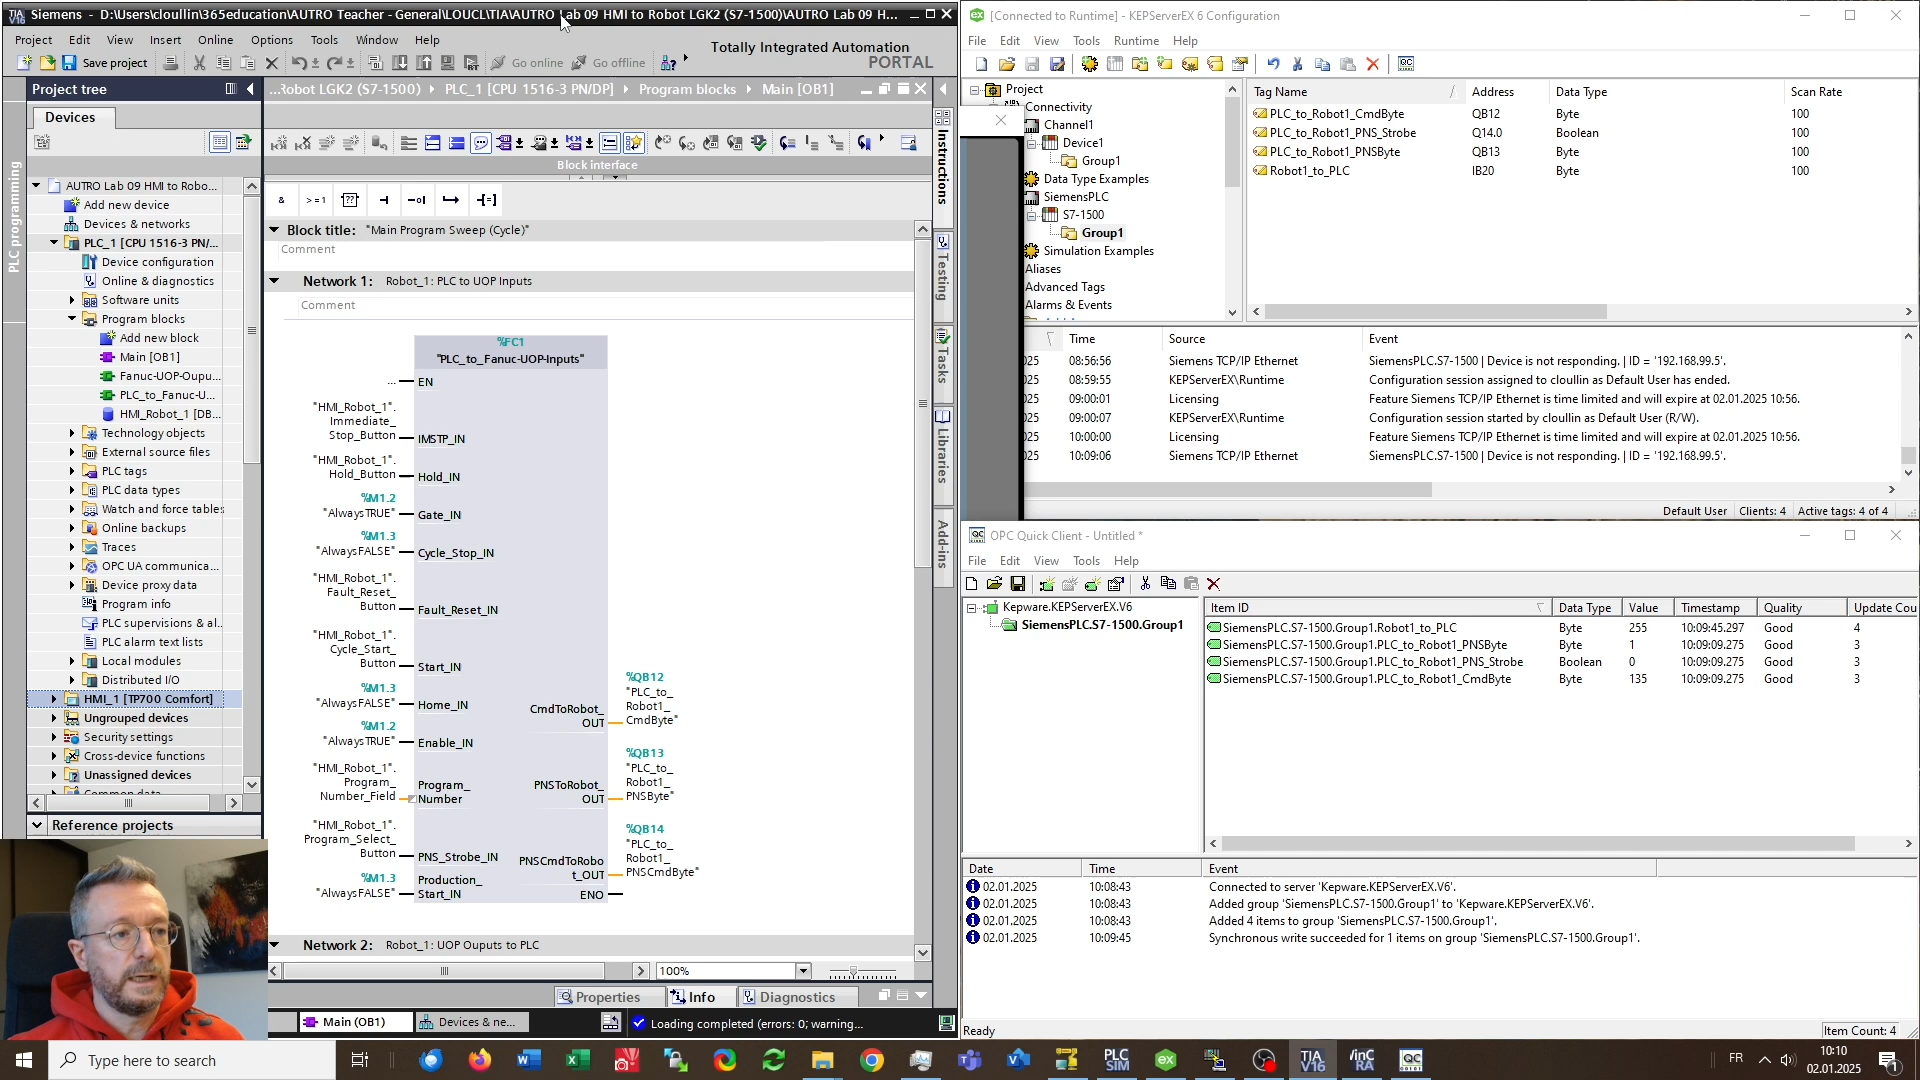 Siemens - D:\Users\cloullin\365education\AUTRO Teacher - General\LOUCL\TIA\AUTRO Lab 09 HMI to Robot LGK2 (S7-1500)\AUTRO Lab 09 H...
Project Edit View Insert Online Options Tools Window Help
Totally Integrated Automation
PORTAL
Save project
Go online
Go offline
Project tree
...Robot LGK2 (S7-1500) PLC_1 [CPU 1516-3 PN/DP] Program blocks Main [OB1]
Devices
PLC programming
AUTRO Lab 09 HMI to Robo...
Add new device
Devices & networks
PLC_1 [CPU 1516-3 PN/...
Device configuration
Online & diagnostics
Software units
Program blocks
Add new block
Main [OB1]
Fanuc-UOP-Oupu...
PLC_to_Fanuc-U...
HMI_Robot_1 [DB...
Technology objects
External source files
PLC tags
PLC data types
Watch and force tables
Online backups
Traces
OPC UA communica...
Device proxy data
Program info
PLC supervisions & al...
PLC alarm text lists
Local modules
Distributed I/O
HMI_1 [TP700 Comfort]
Ungrouped devices
Security settings
Cross-device functions
Unassigned devices
Common data
Reference projects
Block interface
& >=1 ??
Block title: "Main Program Sweep (Cycle)"
Comment
Network 1: Robot_1: PLC to UOP Inputs
Comment
%FC1
"PLC_to_Fanuc-UOP-Inputs"
... EN
"HMI_Robot_1".
Immediate_
Stop_Button IMSTP_IN
"HMI_Robot_1".
Hold_Button Hold_IN
%M1.2
"AlwaysTRUE" Gate_IN
%M1.3
"AlwaysFALSE" Cycle_Stop_IN
"HMI_Robot_1".
Fault_Reset_
Button Fault_Reset_IN
"HMI_Robot_1".
Cycle_Start_
Button Start_IN
%M1.3
"AlwaysFALSE" Home_IN
%M1.2
"AlwaysTRUE" Enable_IN
"HMI_Robot_1".
Program_
Number_Field
Program_
Number
"HMI_Robot_1".
Program_Select_
Button PNS_Strobe_IN
%M1.3
"AlwaysFALSE"
Production_
Start_IN
CmdToRobot_
OUT
%QB12
"PLC_to_
Robot1_
CmdByte"
PNSToRobot_
OUT
%QB13
"PLC_to_
Robot1_
PNSByte"
PNSCmdToRobo
t_OUT
%QB14
"PLC_to_
Robot1_
PNSCmdByte"
ENO
Network 2: Robot_1: UOP Ouputs to PLC
100%
Properties Info Diagnostics
Main (OB1) Devices & ne... Loading completed (errors: 0; warning...
Instructions
Testing
Tasks
Libraries
Add-ins
[Connected to Runtime] - KEPServerEX 6 Configuration
File Edit View Tools Runtime Help
Project
Connectivity
Channel1
Device1
Group1
Data Type Examples
SiemensPLC
S7-1500
Group1
Simulation Examples
Aliases
Advanced Tags
Alarms & Events
Tag Name Address Data Type Scan Rate
PLC_to_Robot1_CmdByte QB12 Byte 100
PLC_to_Robot1_PNS_Strobe Q14.0 Boolean 100
PLC_to_Robot1_PNSByte QB13 Byte 100
Robot1_to_PLC IB20 Byte 100
Time Source Event
25 08:56:56 Siemens TCP/IP Ethernet SiemensPLC.S7-1500 | Device is not responding. | ID = '192.168.99.5'.
25 08:59:55 KEPServerEX\Runtime Configuration session assigned to cloullin as Default User has ended.
25 09:00:01 Licensing Feature Siemens TCP/IP Ethernet is time limited and will expire at 02.01.2025 10:56.
25 09:00:07 KEPServerEX\Runtime Configuration session started by cloullin as Default User (R/W).
25 10:00:00 Licensing Feature Siemens TCP/IP Ethernet is time limited and will expire at 02.01.2025 10:56.
25 10:09:06 Siemens TCP/IP Ethernet SiemensPLC.S7-1500 | Device is not responding. | ID = '192.168.99.5'.
Default User Clients: 4 Active tags: 4 of 4
OPC Quick Client - Untitled *
File Edit View Tools Help
Kepware.KEPServerEX.V6
SiemensPLC.S7-1500.Group1
Item ID Data Type Value Timestamp Quality Update Cou
SiemensPLC.S7-1500.Group1.Robot1_to_PLC Byte 255 10:09:45.297 Good 4
SiemensPLC.S7-1500.Group1.PLC_to_Robot1_PNSByte Byte 1 10:09:09.275 Good 3
SiemensPLC.S7-1500.Group1.PLC_to_Robot1_PNS_Strobe Boolean 0 10:09:09.275 Good 3
SiemensPLC.S7-1500.Group1.PLC_to_Robot1_CmdByte Byte 135 10:09:09.275 Good 3
Date Time Event
02.01.2025 10:08:43 Connected to server 'Kepware.KEPServerEX.V6'.
02.01.2025 10:08:43 Added group 'SiemensPLC.S7-1500.Group1' to 'Kepware.KEPServerEX.V6'.
02.01.2025 10:08:43 Added 4 items to group 'SiemensPLC.S7-1500.Group1'.
02.01.2025 10:09:45 Synchronous write succeeded for 1 items on group 'SiemensPLC.S7-1500.Group1'.
Ready Item Count: 4
Type here to search
FR 10:10
02.01.2025